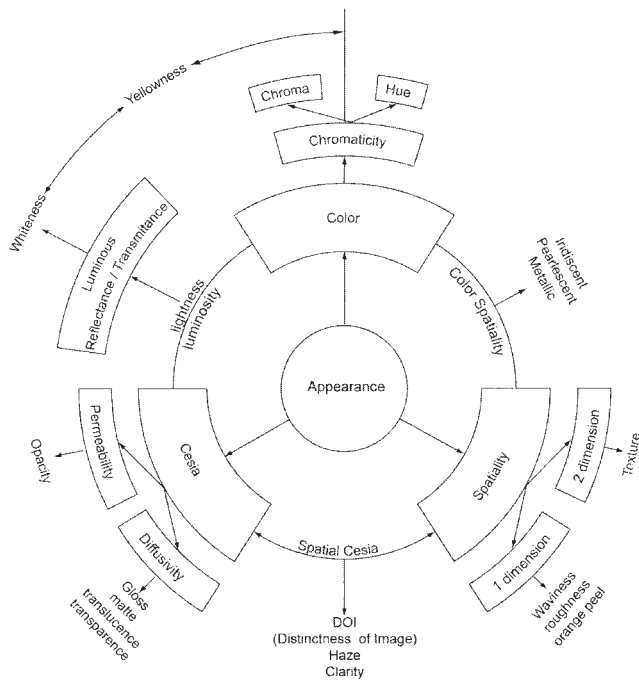 Yellowness
Whiteness
Chroma
Hue
Chromaticity
Color
Luminous
Reflectance / Transmitance
lightness
luminosity
Color Spatiality
Iridiscent
Pearlescent
Metallic
Appearance
Permeability
Opacity
Cesia
Diffusivity
Gloss
matte
translucence
transparence
Spatial Cesia
DOI
(Distinctness of Image)
Haze
Clarity
Spatiality
2 dimension
Texture
1 dimension
Waviness
roughness
orange peel